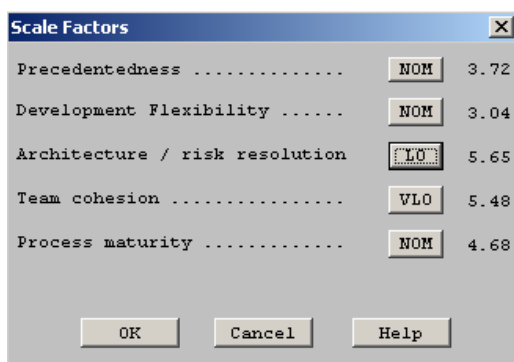 Scale Factors
Precedentedness .............. NOM 3.72
Development Flexibility ...... NOM 3.04
Architecture / risk resolution LO 5.65
Team cohesion ................ VLO 5.48
Process maturity ............. NOM 4.68
OK Cancel Help